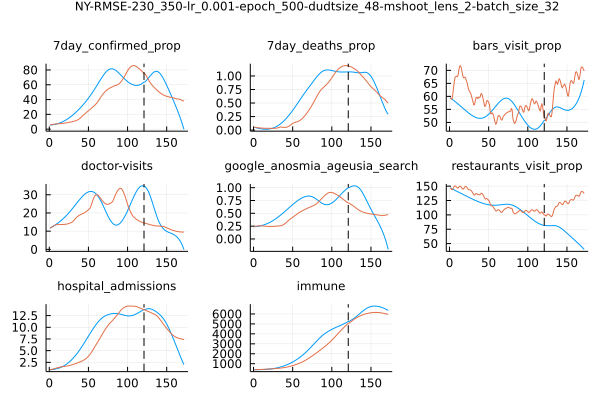 NY-RMSE-230_350-lr_0.001-epoch_500-dudtsize_48-mshoot_lens_2-batch_size_32
7day_confirmed_prop 7day_deaths_prop bars_visit_prop
80 60 40 20 0
0 50 100 150
1.00 0.75 0.50 0.25 0.00
0 50 100 150
70 65 60 55 50
0 50 100 150
doctor-visits google_anosmia_ageusia_search restaurants_visit_prop
30 20 10 0
0 50 100 150
1.00 0.75 0.50 0.25 0.00
0 50 100 150
150 125 100 75 50
0 50 100 150
hospital_admissions immune
12.5 10.0 7.5 5.0 2.5
0 50 100 150
6000 5000 4000 3000 2000 1000
0 50 100 150